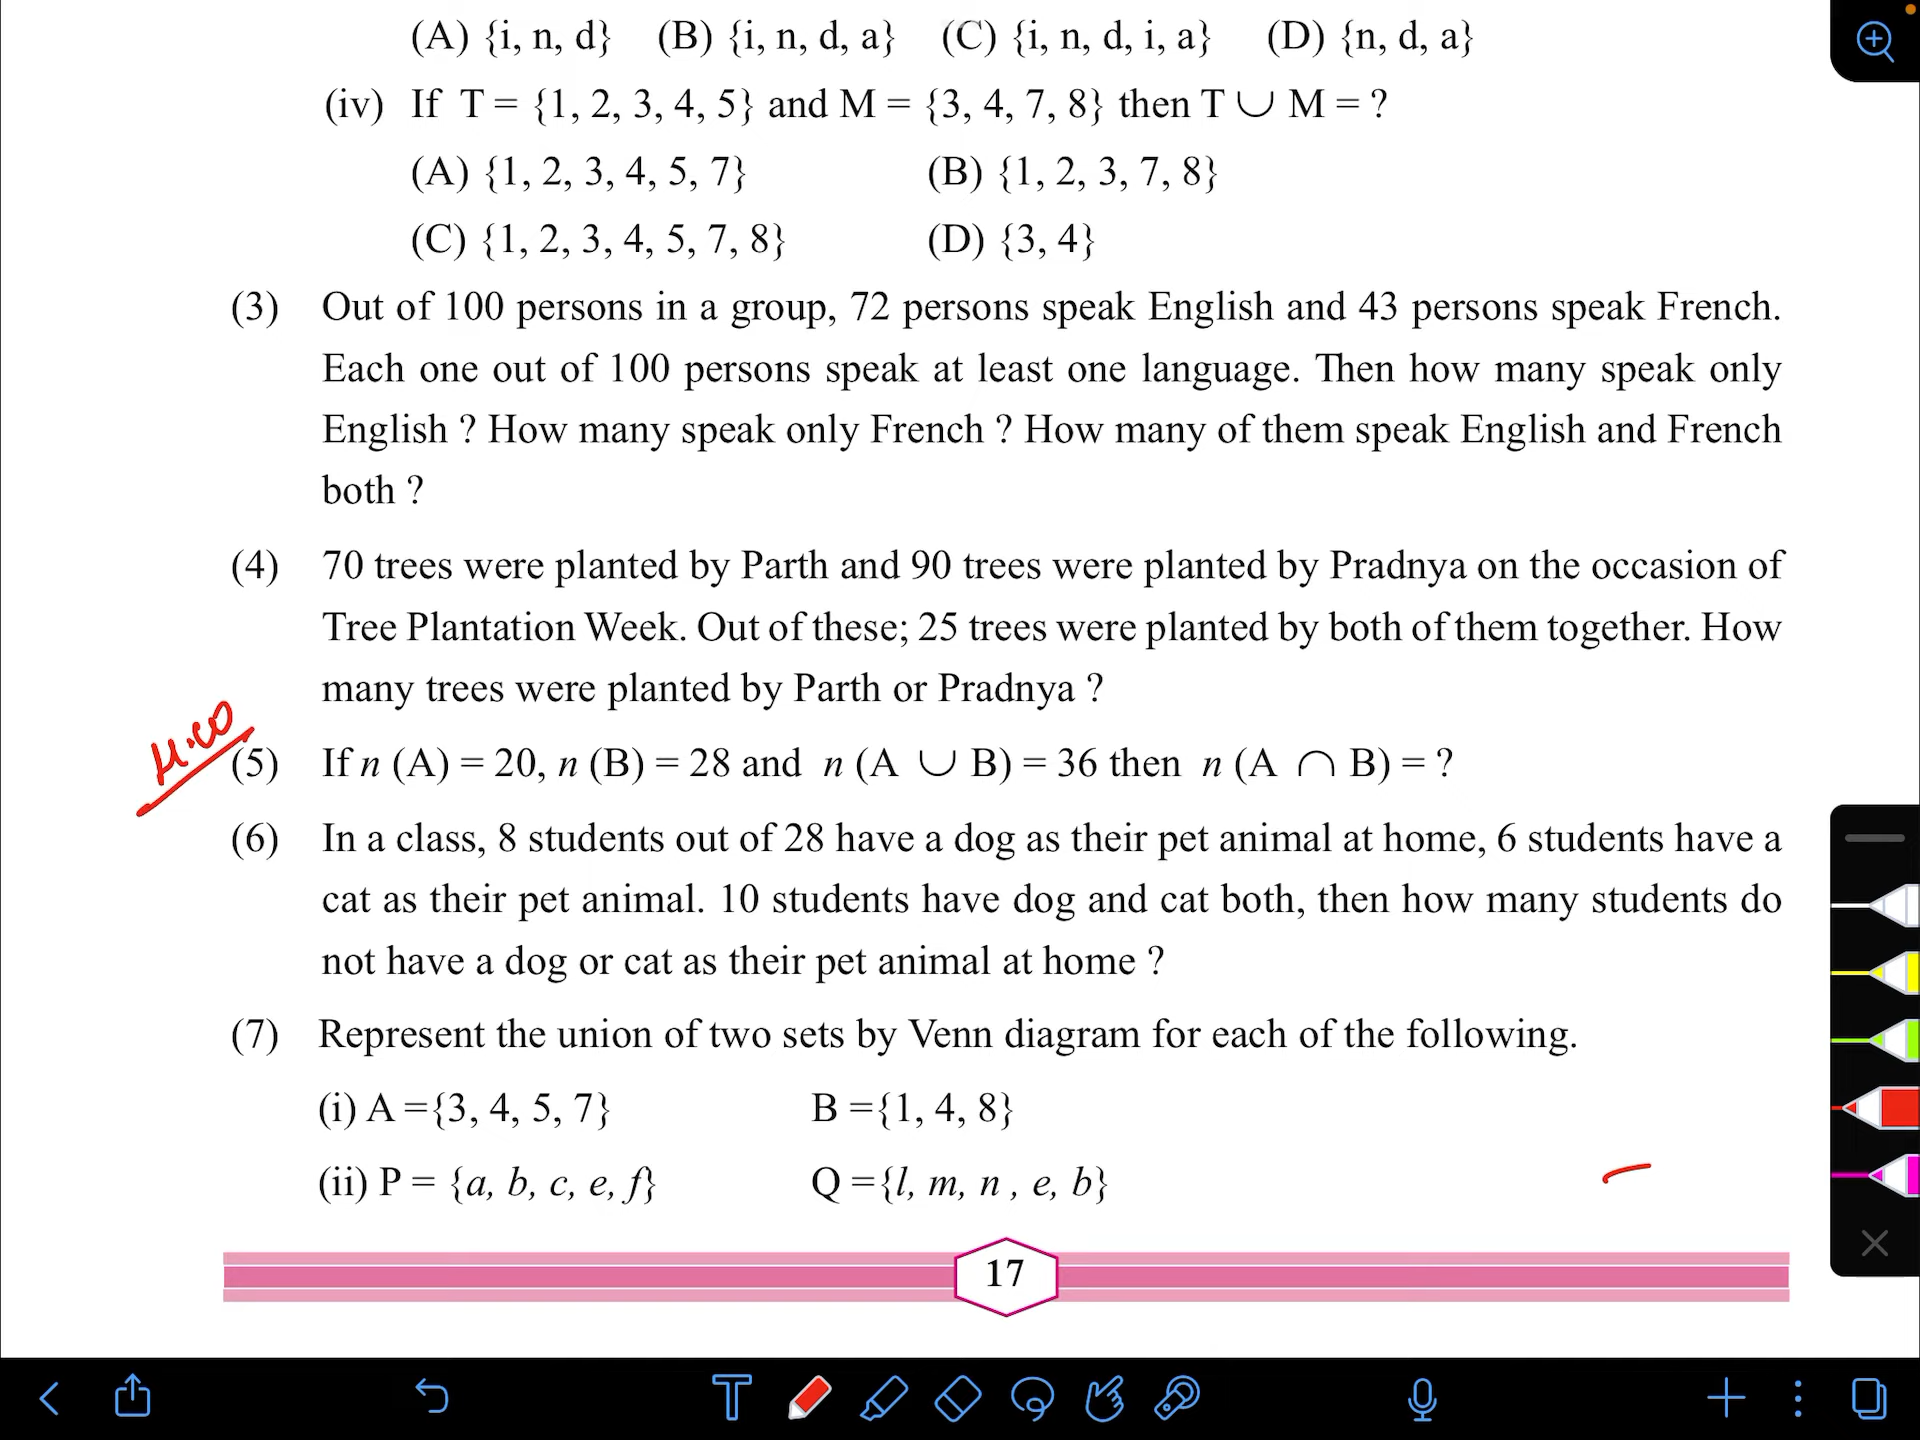 (A) {i, n, d} (B) {i, n, d, a} (C) {i, n, d, i, a} (D) {n, d, a}
(iv) If T = {1, 2, 3, 4, 5} and M = {3, 4, 7, 8} then T ∪ M = ?
(A) {1, 2, 3, 4, 5, 7} (B) {1, 2, 3, 7, 8}
(C) {1, 2, 3, 4, 5, 7, 8} (D) {3, 4}
(3) Out of 100 persons in a group, 72 persons speak English and 43 persons speak French.
Each one out of 100 persons speak at least one language. Then how many speak only
English ? How many speak only French ? How many of them speak English and French
both ?
(4) 70 trees were planted by Parth and 90 trees were planted by Pradnya on the occasion of
Tree Plantation Week. Out of these; 25 trees were planted by both of them together. How
many trees were planted by Parth or Pradnya ?
(5) If n (A) = 20, n (B) = 28 and n (A ∪ B) = 36 then n (A ∩ B) = ?
(6) In a class, 8 students out of 28 have a dog as their pet animal at home, 6 students have a
cat as their pet animal. 10 students have dog and cat both, then how many students do
not have a dog or cat as their pet animal at home ?
(7) Represent the union of two sets by Venn diagram for each of the following.
(i) A ={3, 4, 5, 7} B ={1, 4, 8}
(ii) P = {a, b, c, e, f} Q ={l, m, n , e, b}
17